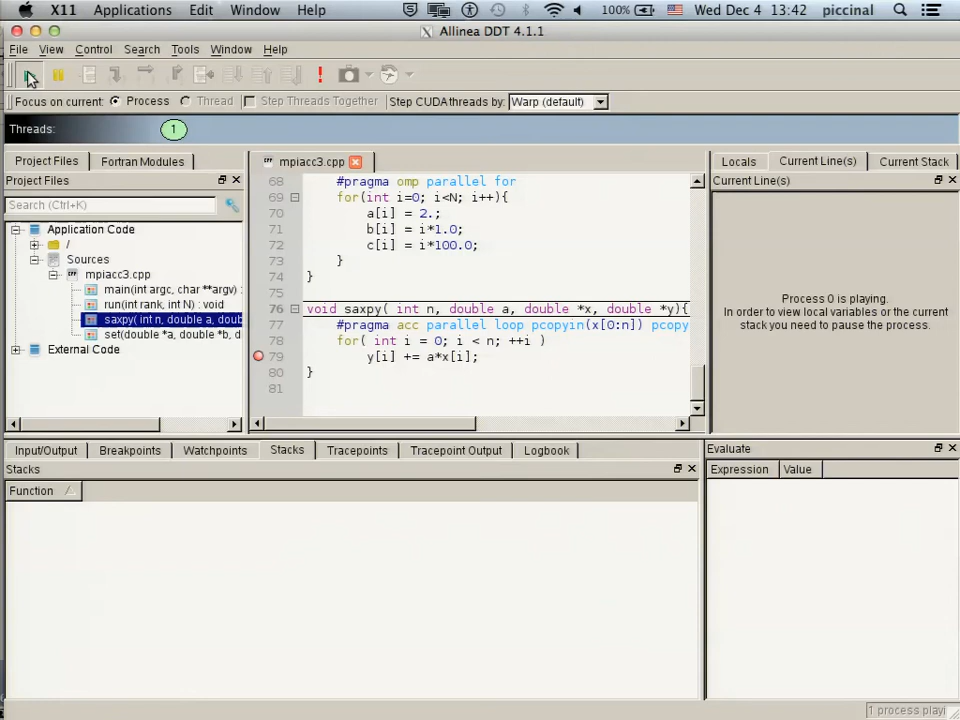 X11 Applications Edit Window Help 100% Wed Dec 4 13:42 piccinal
Allinea DDT 4.1.1
File View Control Search Tools Window Help
Focus on current: Process Thread Step Threads Together Step CUDA threads by: Warp (default)
Threads: 1
Project Files Fortran Modules
Project Files
Search (Ctrl+K)
Application Code
/
Sources
mpiacc3.cpp
main(int argc, char **argv) :
run(int rank, int N) : void
saxpy( int n, double a, doub
set(double *a, double *b, d
External Code
mpiacc3.cpp
68 #pragma omp parallel for
69 for(int i=0; i<N; i++){
70 a[i] = 2.;
71 b[i] = i*1.0;
72 c[i] = i*100.0;
73 }
74 }
75
76 void saxpy( int n, double a, double *x, double *y){
77 #pragma acc parallel loop pcopyin(x[0:n]) pcopy
78 for( int i = 0; i < n; ++i )
79 y[i] += a*x[i];
80 }
81
Locals Current Line(s) Current Stack
Current Line(s)
Process 0 is playing.
In order to view local variables or the current
stack you need to pause the process.
Input/Output Breakpoints Watchpoints Stacks Tracepoints Tracepoint Output Logbook
Stacks
Function
Evaluate
Expression Value
1 process playi